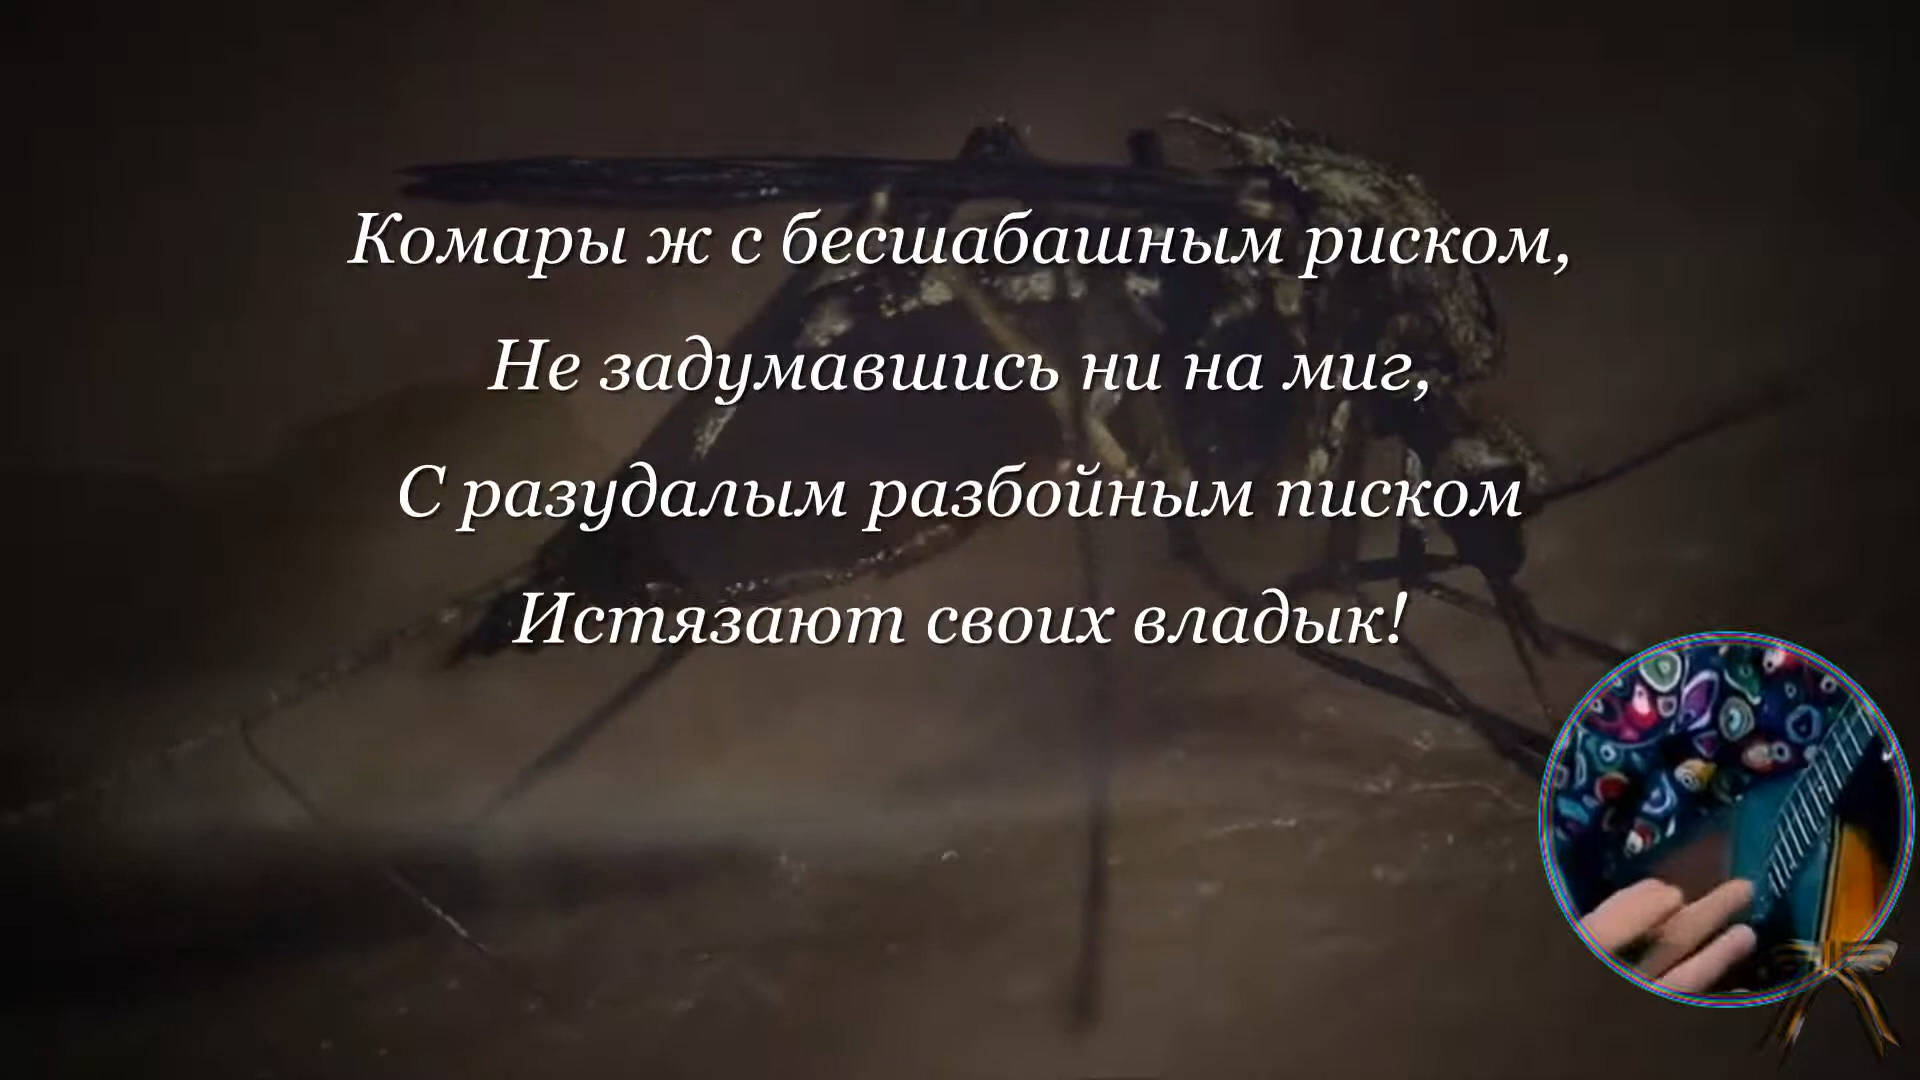 Комары ж с бесшабашным риском,
Не задумавшись ни на миг,
С разудалым разбойным писком
Истязают своих владык!